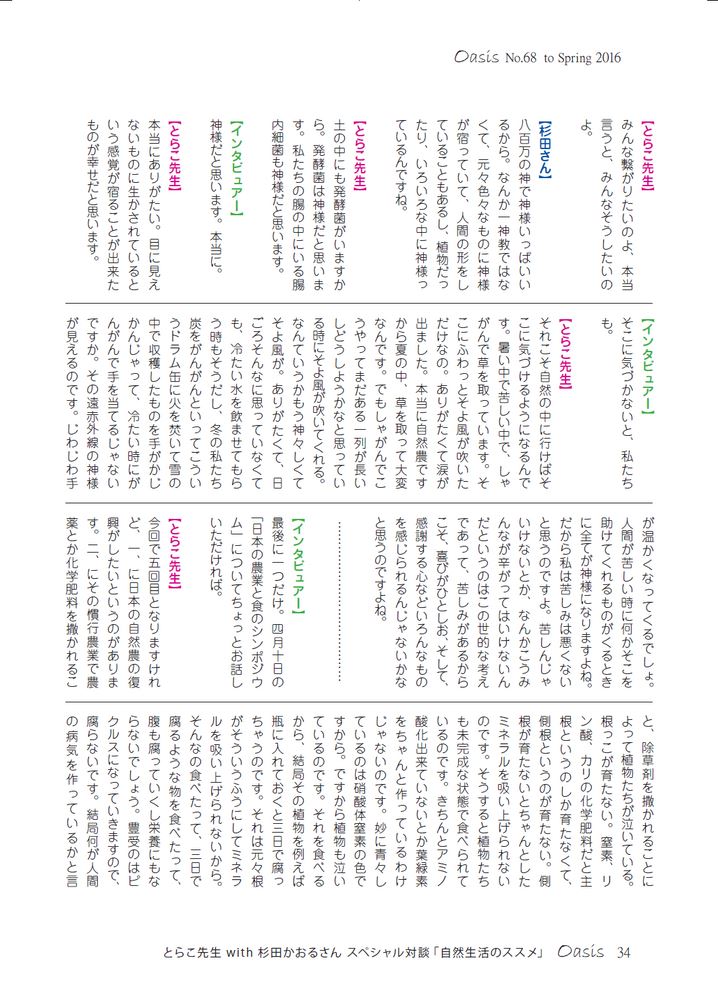 Oasis No.68 to Spring 2016
【とらこ先生】
みんな繋がりたいのよ、本当
言うと、みんなそうしたいの
よ。
【杉田さん】
八百万の神で神様いっぱいい
るから。なんか一神教ではな
くて、元々色々なものに神様
が宿っていて、人間の形をし
ていることもあるし、植物だっ
たり、いろいろな中に神様っ
ているんですね。
【とらこ先生】
土の中にも発酵菌がいますか
ら。発酵菌は神様だと思いま
す。私たちの腸の中にいる腸
内細菌も神様だと思います。
【インタビュアー】
神様だと思います。本当に。
【とらこ先生】
本当にありがたい。目に見え
ないものに生かされていると
いう感覚が宿ることが出来た
ものが幸せだと思います。
【インタビュアー】
そこに気づかないと、私たち
も。
【とらこ先生】
それこそ自然の中に行けばそ
こに気づけるようになるんで
す。暑い中で苦しい中で、しゃ
がんで草を取っています。そ
こにふわっとそよ風が吹いた
だけなの。ありがたくて涙が
出ました。本当に自然農です
から夏の中、草を取って大変
なんです。でもしゃがんでこ
うやってまだある一列が長い
しどうしようかなと思ってい
る時にそよ風が吹いてくれる。
なんていうかもう神々しくて
そよ風が。ありがたくて、日
ごろそんなに思っていなくて
も、冷たい水を飲ませてもら
う時もそうだし、冬の私たち
炭をがんがんといってこうい
うドラム缶に火を焚いて雪の
中で収穫したものを手がかじ
かんじゃって、冷たい時にが
んがんで手を当てるじゃない
ですか。その遠赤外線の神様
が見えるのです。じわじわ手
が温かくなってくるでしょ。
人間が苦しい時に何かそこを
助けてくれるものがくるとき
に全てが神様になりますよね。
だから私は苦しみは悪くない
と思うのですよ。苦しんじゃ
いけないとか、なんかこうみ
んなが辛がってはいけないん
だというのはこの世的な考え
であって、苦しみがあるから
こそ、喜びがひとしお、そして、
感謝する心などいろんなもの
を感じられるんじゃないかな
と思うのですよね。
【インタビュアー】
最後に一つだけ。四月十日の
「日本の農業と食のシンポジウ
ム」についてちょっとお話し
いただければ。
【とらこ先生】
今回で五回目となりますけれ
ど、一、に日本の自然農の復
興がしたいというのがありま
す。二、にその慣行農業で農
薬とか化学肥料を撒かれるこ
と、除草剤を撒かれることに
よって植物たちが泣いている。
根っこが育たない。窒素、リ
ン酸、カリの化学肥料だと主
根というのしか育たなくて、
側根というのが育たない。側
根が育たないとちゃんとした
ミネラルを吸い上げられない
のです。そうすると植物たち
も未完成な状態で食べられて
いるのです。きちんとアミノ
酸化出来ていないとか葉緑素
をちゃんと作っているわけ
じゃないのです。妙に青々し
ているのは硝酸体窒素の色で
すから。ですから植物も泣い
ているのです。それを食べる
から、結局その植物を例えば
瓶に入れておくと三日で腐っ
ちゃうのです。それは元々根
がそういうふうにしてミネラ
ルを吸い上げられないから。
そんなの食べたって、三日で
腐るような物を食べたって、
腹も腐っていくし栄養にもな
らないでしょう。豊受のはピ
クルスになっていきますので、
腐らないです。結局何が人間
の病気を作っているかと言
とらこ先生 with 杉田かおるさん スペシャル対談「自然生活のススメ」 Oasis 34